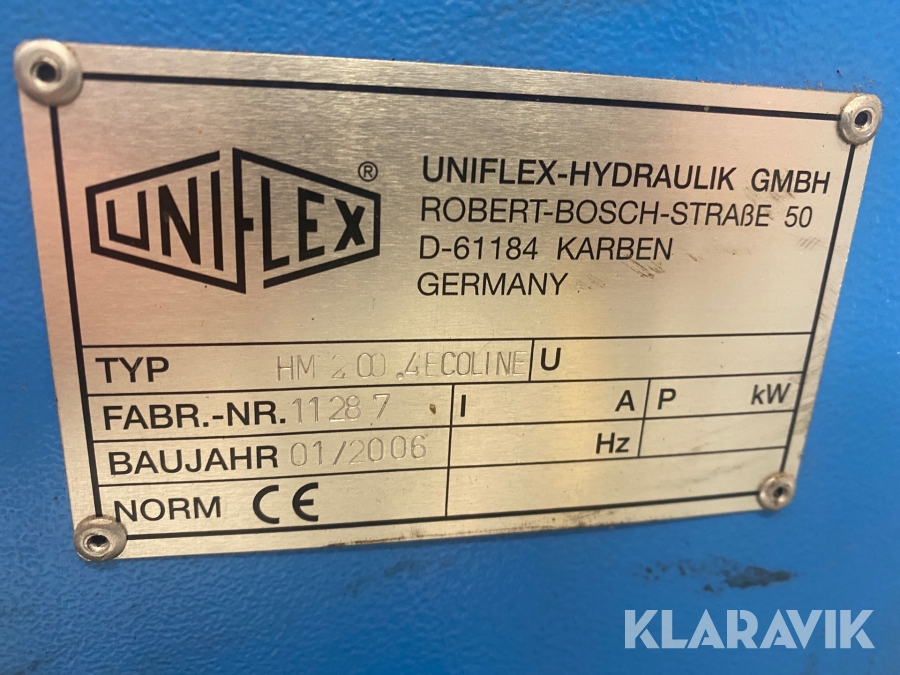 UNIFLEX®
UNIFLEX-HYDRAULIK GMBH
ROBERT-BOSCH-STRAßE 50
D-61184 KARBEN
GERMANY
TYP HM 200.4ECOLINE U
FABR.-NR. 11287 I A P kW
BAUJAHR 01/2006 Hz
NORM CE
KLARAVIK